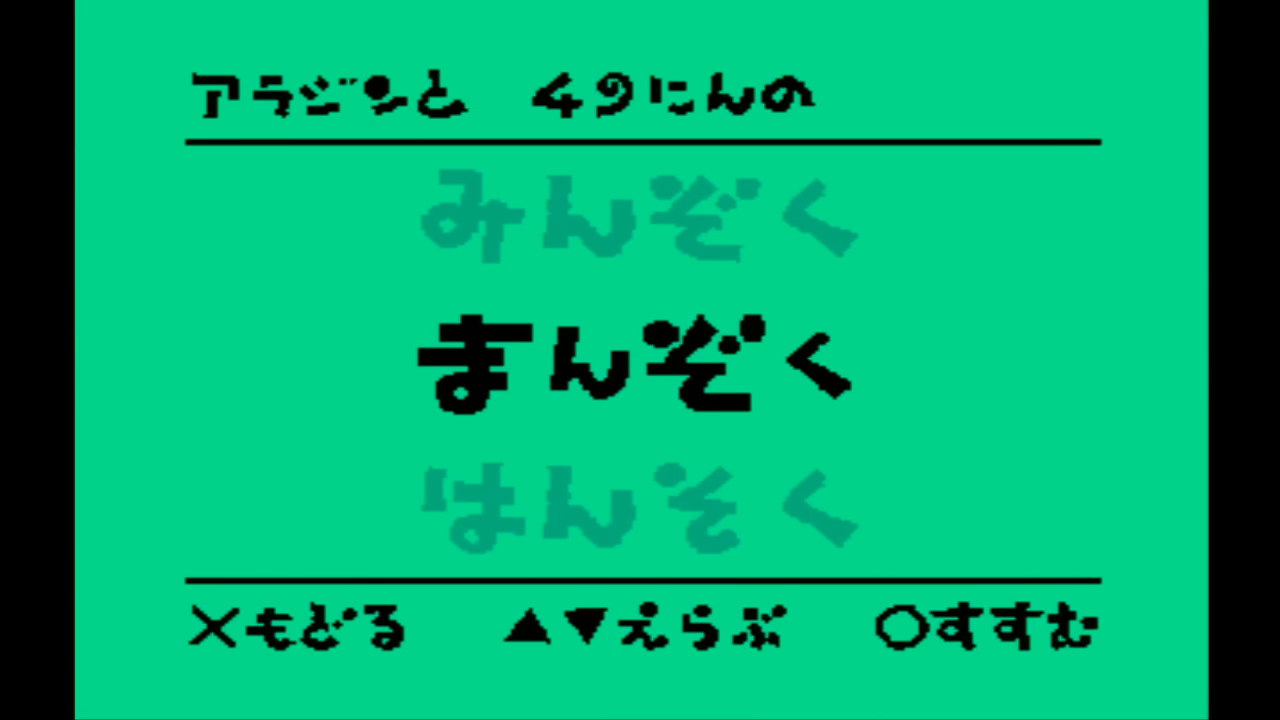 アラジンと 49にんの
みんぞく
まんぞく
はんそく
×もどる ▲▼えらぶ ○すすむ